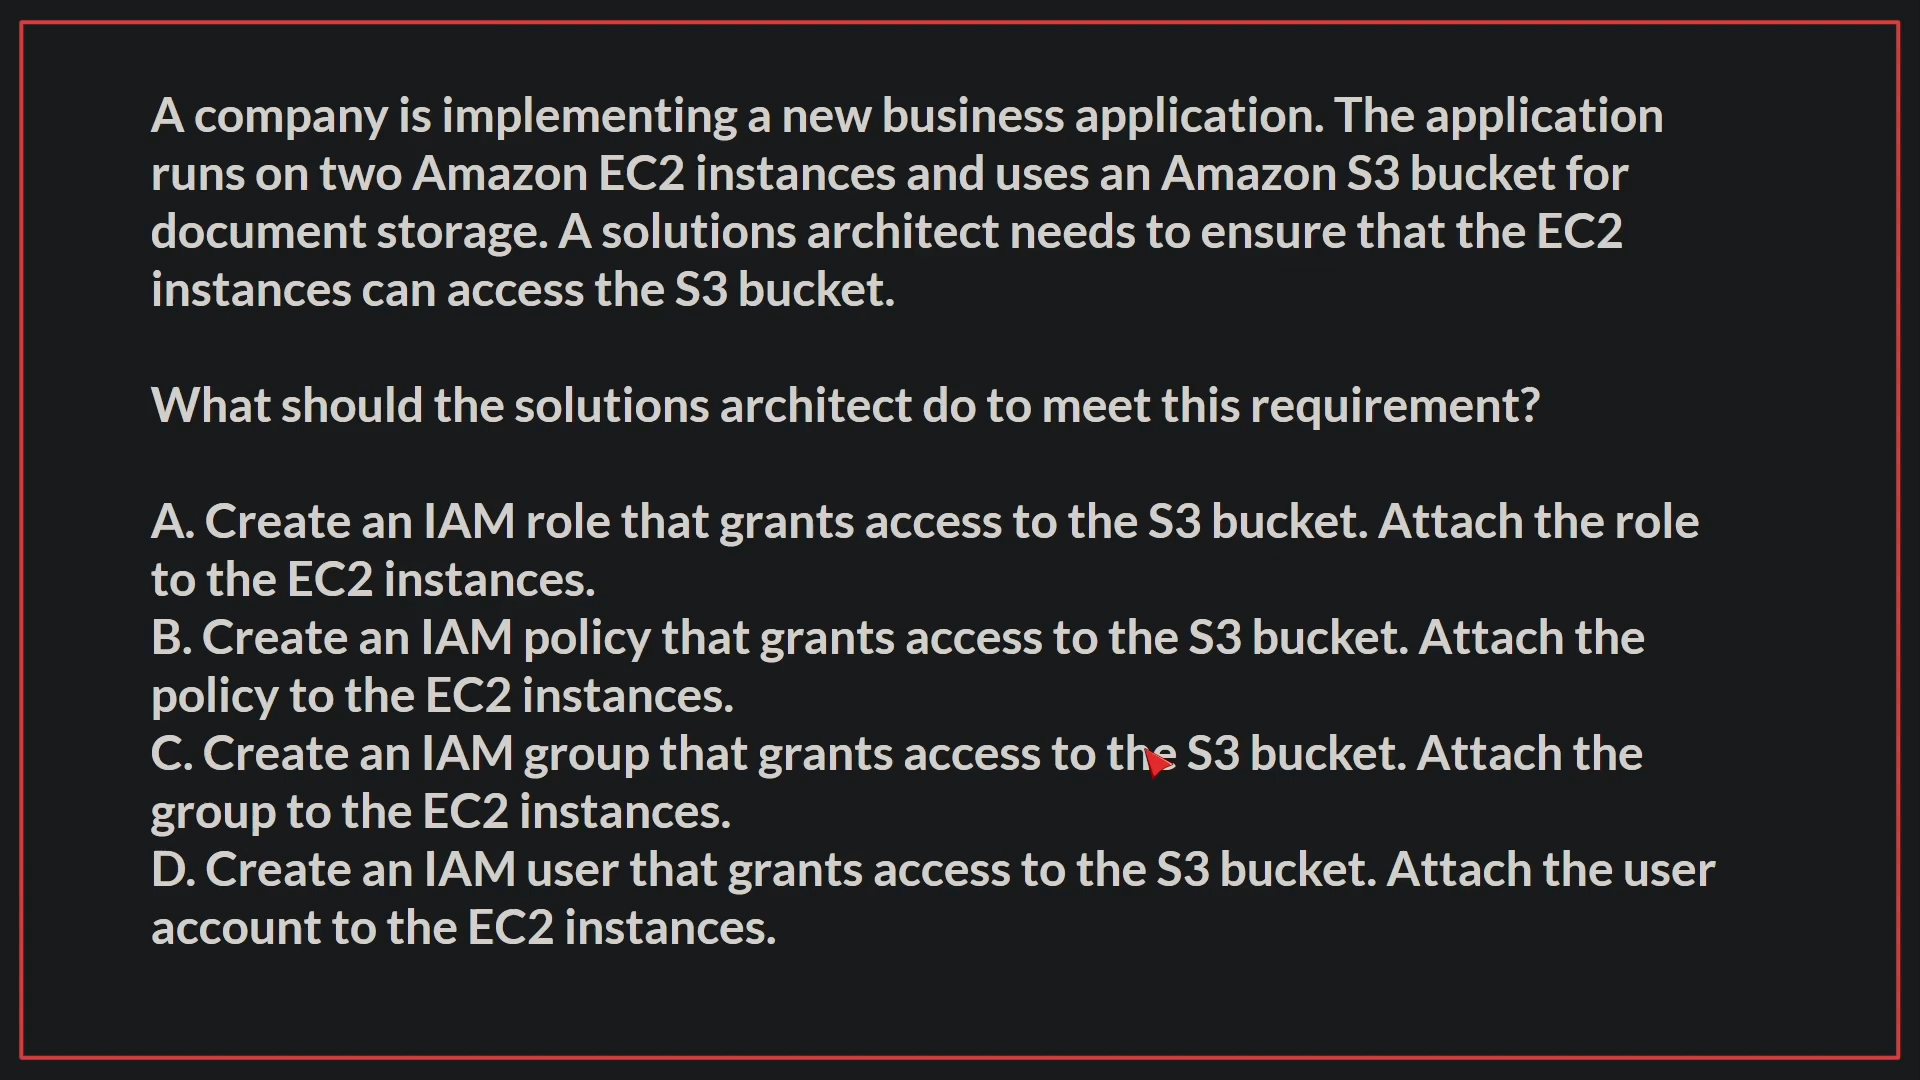 A company is implementing a new business application. The application
runs on two Amazon EC2 instances and uses an Amazon S3 bucket for
document storage. A solutions architect needs to ensure that the EC2
instances can access the S3 bucket.
What should the solutions architect do to meet this requirement?
A. Create an IAM role that grants access to the S3 bucket. Attach the role
to the EC2 instances.
B. Create an IAM policy that grants access to the S3 bucket. Attach the
policy to the EC2 instances.
C. Create an IAM group that grants access to the S3 bucket. Attach the
group to the EC2 instances.
D. Create an IAM user that grants access to the S3 bucket. Attach the user
account to the EC2 instances.